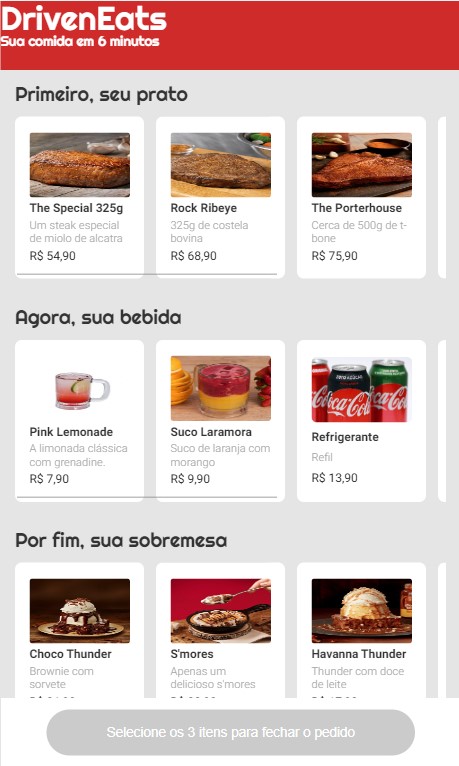 DrivenEats
Sua comida em 6 minutos
Primeiro, seu prato
The Special 325g
Um steak especial
de miolo de alcatra
R$ 54,90
Rock Ribeye
325g de costela
bovina
R$ 68,90
The Porterhouse
Cerca de 500g de t-
bone
R$ 75,90
Agora, sua bebida
Pink Lemonade
A limonada clássica
com grenadine.
R$ 7,90
Suco Laramora
Suco de laranja com
morango
R$ 9,90
Coca-Cola
Refrigerante
Refil
R$ 13,90
Por fim, sua sobremesa
Choco Thunder
Brownie com
sorvete
S'mores
Apenas um
delicioso s'mores
Havanna Thunder
Thunder com doce
de leite
Selecione os 3 itens para fechar o pedido